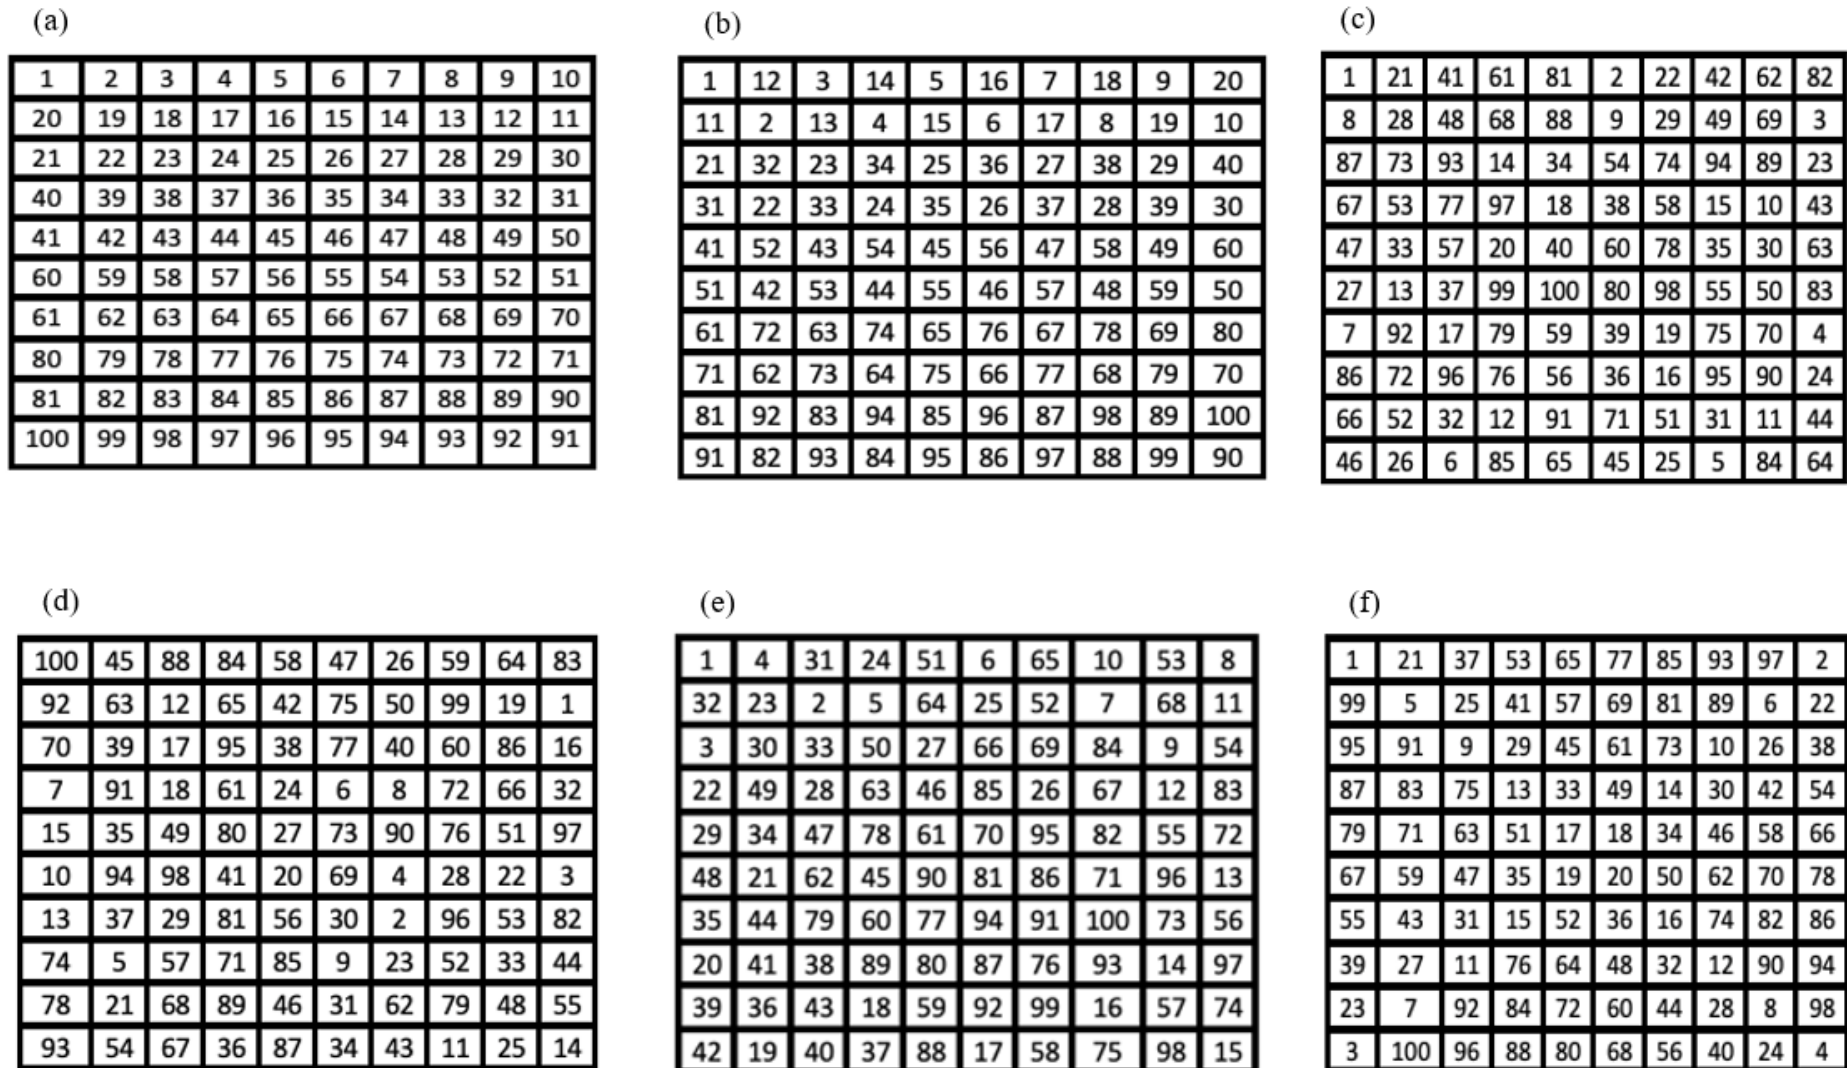 (a)
1 2 3 4 5 6 7 8 9 10
20 19 18 17 16 15 14 13 12 11
21 22 23 24 25 26 27 28 29 30
40 39 38 37 36 35 34 33 32 31
41 42 43 44 45 46 47 48 49 50
60 59 58 57 56 55 54 53 52 51
61 62 63 64 65 66 67 68 69 70
80 79 78 77 76 75 74 73 72 71
81 82 83 84 85 86 87 88 89 90
100 99 98 97 96 95 94 93 92 91
(b)
1 12 3 14 5 16 7 18 9 20
11 2 13 4 15 6 17 8 19 10
21 32 23 34 25 36 27 38 29 40
31 22 33 24 35 26 37 28 39 30
41 52 43 54 45 56 47 58 49 60
51 42 53 44 55 46 57 48 59 50
61 72 63 74 65 76 67 78 69 80
71 62 73 64 75 66 77 68 79 70
81 92 83 94 85 96 87 98 89 100
91 82 93 84 95 86 97 88 99 90
(c)
1 21 41 61 81 2 22 42 62 82
8 28 48 68 88 9 29 49 69 3
87 73 93 14 34 54 74 94 89 23
67 53 77 97 18 38 58 15 10 43
47 33 57 20 40 60 78 35 30 63
27 13 37 99 100 80 98 55 50 83
7 92 17 79 59 39 19 75 70 4
86 72 96 76 56 36 16 95 90 24
66 52 32 12 91 71 51 31 11 44
46 26 6 85 65 45 25 5 84 64
(d)
100 45 88 84 58 47 26 59 64 83
92 63 12 65 42 75 50 99 19 1
70 39 17 95 38 77 40 60 86 16
7 91 18 61 24 6 8 72 66 32
15 35 49 80 27 73 90 76 51 97
10 94 98 41 20 69 4 28 22 3
13 37 29 81 56 30 2 96 53 82
74 5 57 71 85 9 23 52 33 44
78 21 68 89 46 31 62 79 48 55
93 54 67 36 87 34 43 11 25 14
(e)
1 4 31 24 51 6 65 10 53 8
32 23 2 5 64 25 52 7 68 11
3 30 33 50 27 66 69 84 9 54
22 49 28 63 46 85 26 67 12 83
29 34 47 78 61 70 95 82 55 72
48 21 62 45 90 81 86 71 96 13
35 44 79 60 77 94 91 100 73 56
20 41 38 89 80 87 76 93 14 97
39 36 43 18 59 92 99 16 57 74
42 19 40 37 88 17 58 75 98 15
(f)
1 21 37 53 65 77 85 93 97 2
99 5 25 41 57 69 81 89 6 22
95 91 9 29 45 61 73 10 26 38
87 83 75 13 33 49 14 30 42 54
79 71 63 51 17 18 34 46 58 66
67 59 47 35 19 20 50 62 70 78
55 43 31 15 52 36 16 74 82 86
39 27 11 76 64 48 32 12 90 94
23 7 92 84 72 60 44 28 8 98
3 100 96 88 80 68 56 40 24 4